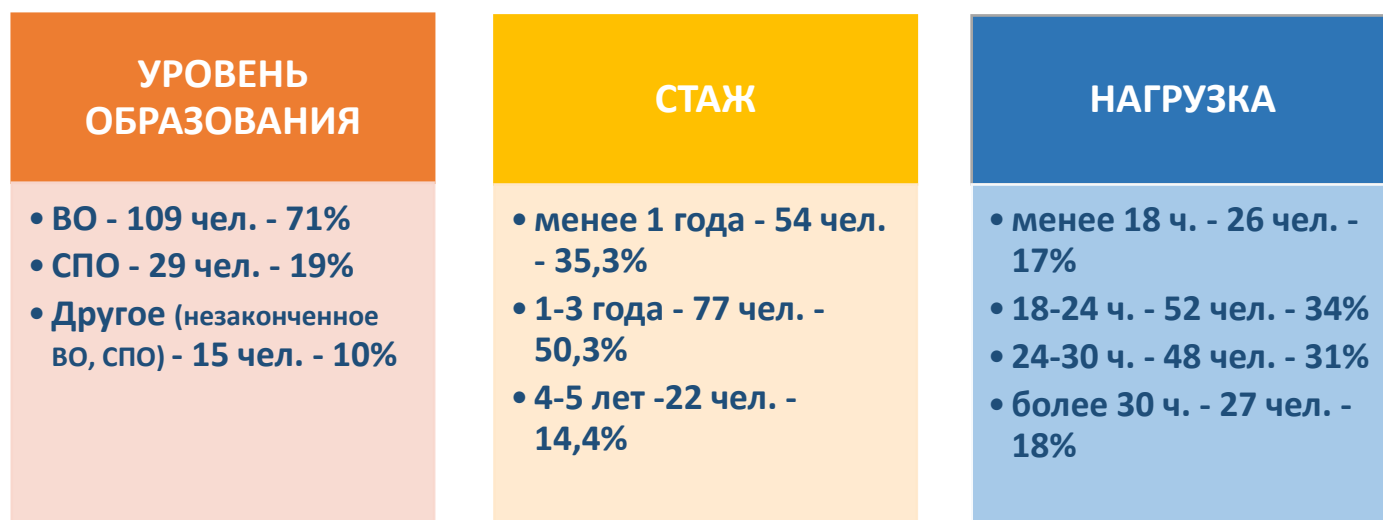 УРОВЕНЬ
ОБРАЗОВАНИЯ
• ВО - 109 чел. - 71%
• СПО - 29 чел. - 19%
• Другое (незаконченное
ВО, СПО) - 15 чел. - 10%
СТАЖ
• менее 1 года - 54 чел.
- 35,3%
• 1-3 года - 77 чел. -
50,3%
• 4-5 лет -22 чел. -
14,4%
НАГРУЗКА
• менее 18 ч. - 26 чел. -
17%
• 18-24 ч. - 52 чел. - 34%
• 24-30 ч. - 48 чел. - 31%
• более 30 ч. - 27 чел. -
18%